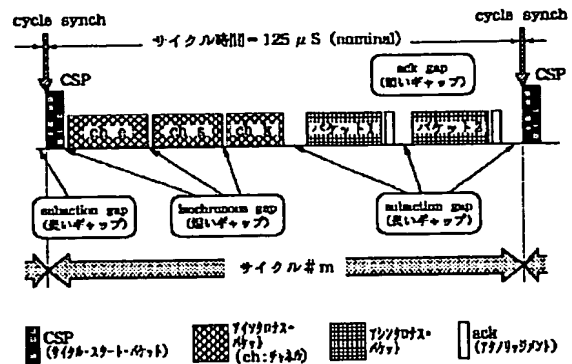 cycle synch
cycle synch
サイクル時間＝125 μS (nominal)
CSP
ack gap
(短いギャップ)
CSP
パケット1
パケット2
subaction gap
(長いギャップ)
isochronous gap
(短いギャップ)
subaction gap
(長いギャップ)
サイクル＃m
CSP
(サイクル・スタート・パケット)
アイソクロナス・
パケット
(ch:チャネル)
アシンクロナス・
パケット
ack
(アクノリッジメント)